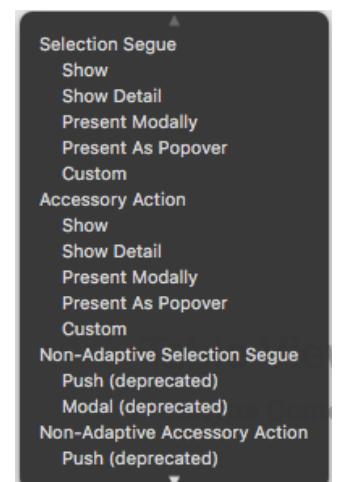 Selection Segue
Show
Show Detail
Present Modally
Present As Popover
Custom
Accessory Action
Show
Show Detail
Present Modally
Present As Popover
Custom
Non-Adaptive Selection Segue
Push (deprecated)
Modal (deprecated)
Non-Adaptive Accessory Action
Push (deprecated)